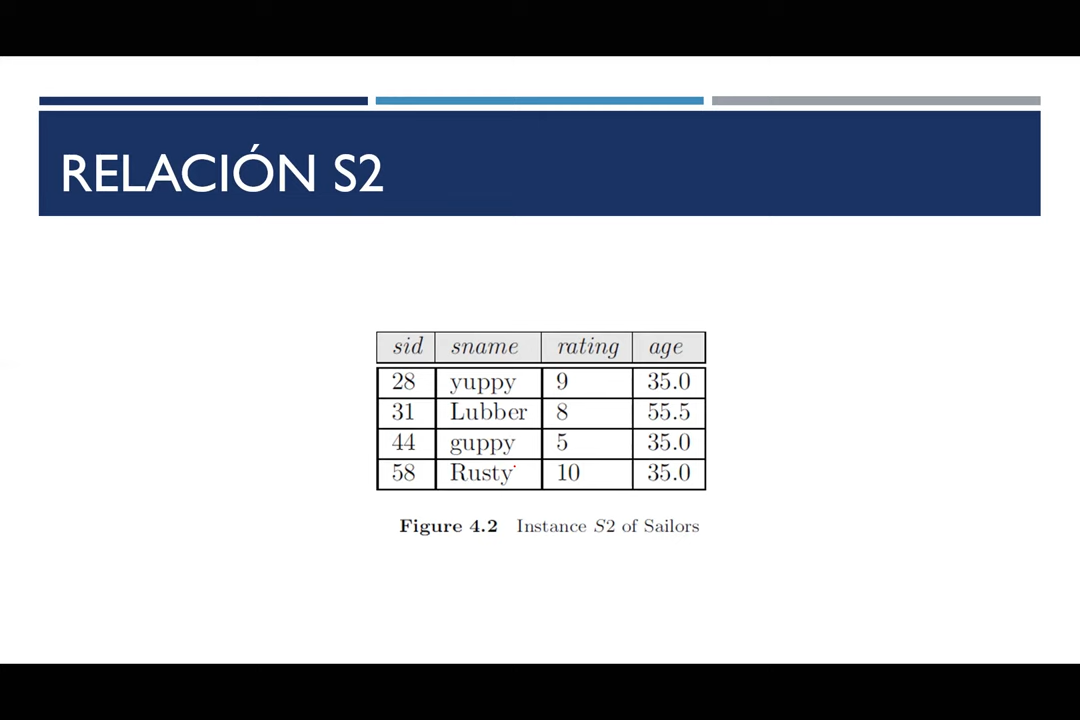 RELACIÓN S2
sid sname rating age
28 yuppy 9 35.0
31 Lubber 8 55.5
44 guppy 5 35.0
58 Rusty 10 35.0
Figure 4.2 Instance S2 of Sailors